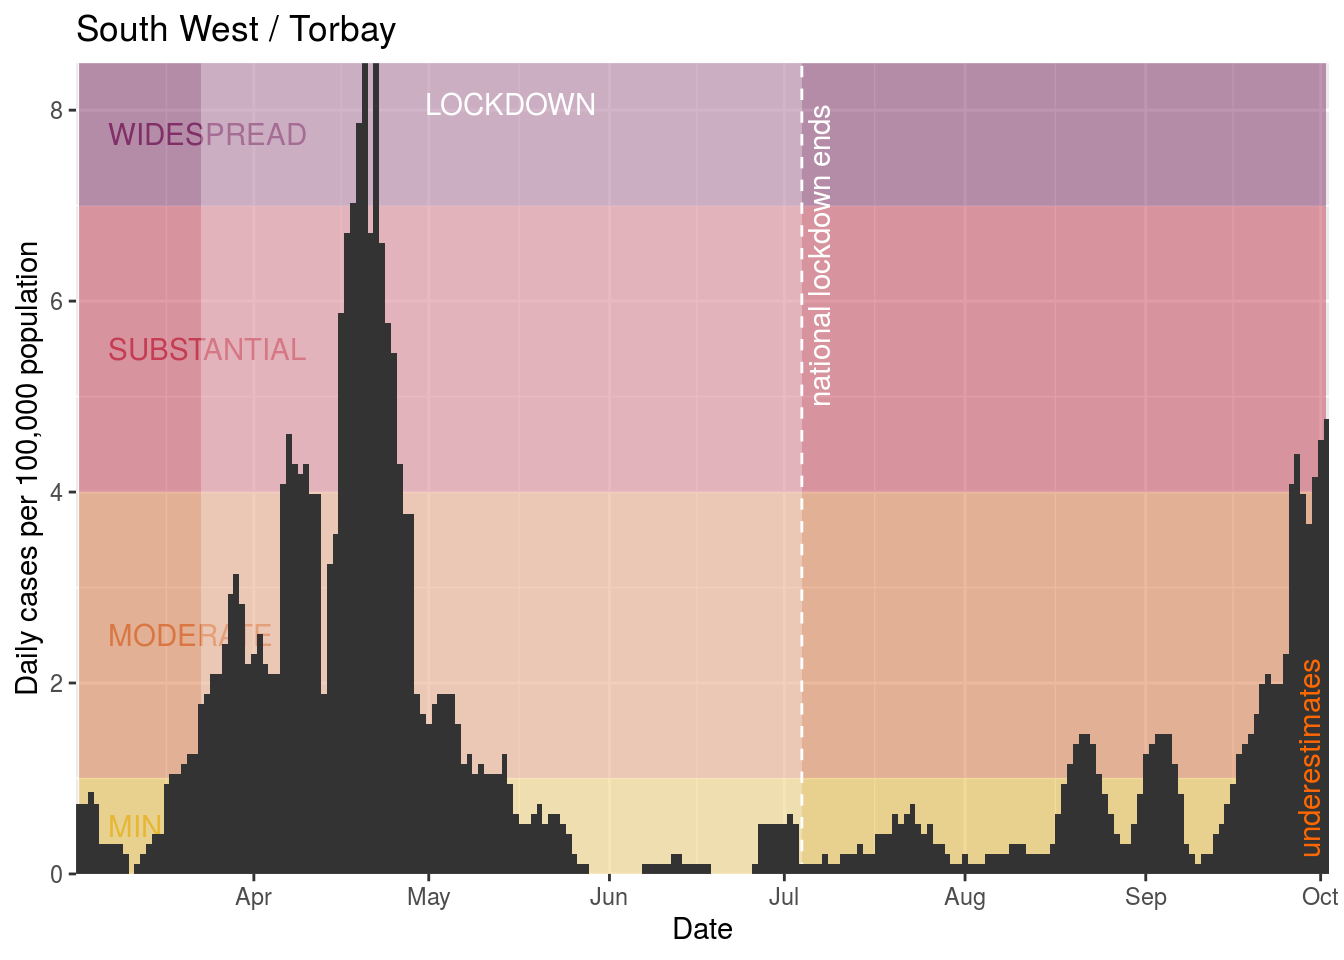 South West / Torbay
Daily cases per 100,000 population
8
6
4
2
0
WIDESPREAD
SUBSTANTIAL
MODERATE
MIN
LOCKDOWN
national lockdown ends
underestimates
Apr
May
Jun
Jul
Aug
Sep
Oct
Date